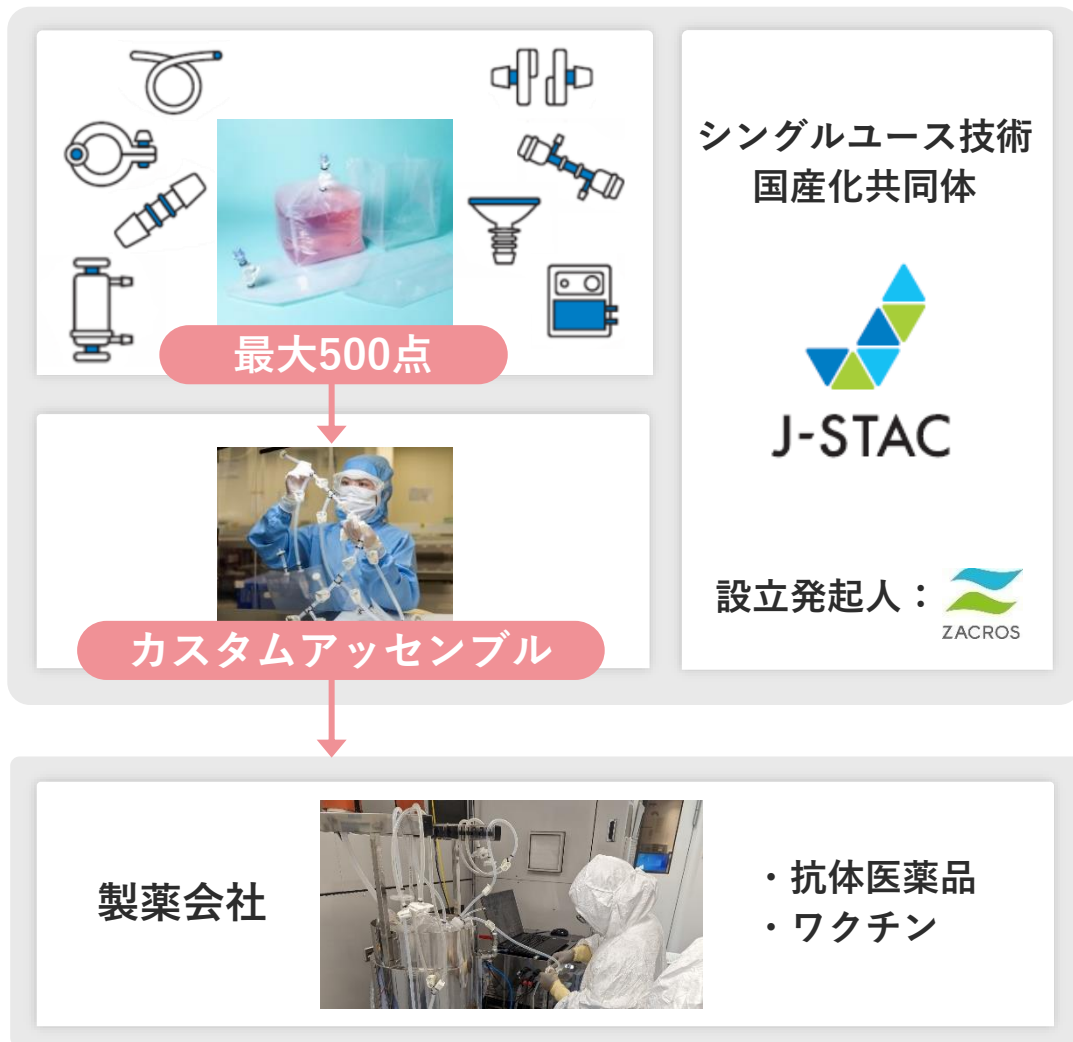 シングルユース技術
国産化共同体
J-STAC
設立発起人：
ZACROS
最大500点
カスタムアッセンブル
製薬会社
・抗体医薬品
・ワクチン